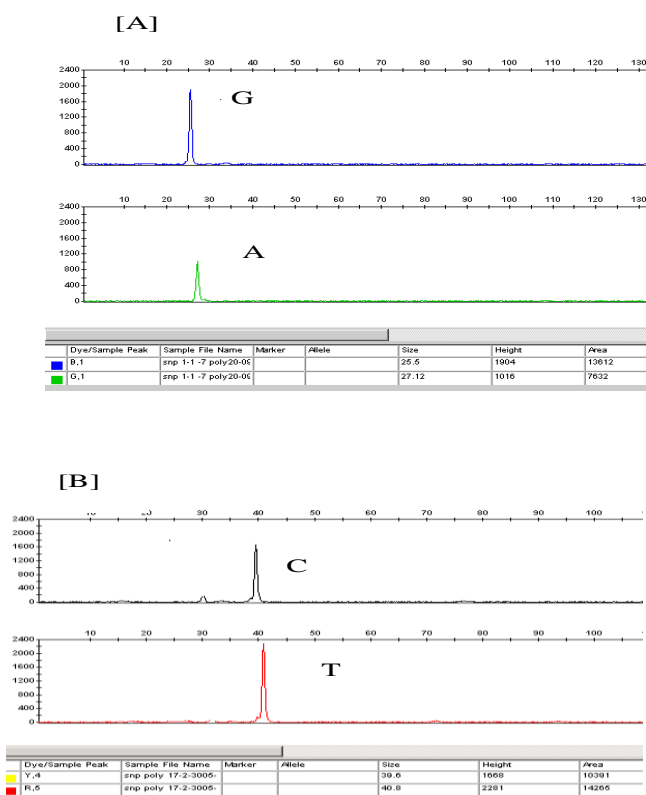 [A]
10 20 30 40 50 60 70 80 90 100 110 120 130
2400
1600
1200
800
400
0
G
10 20 30 40 50 60 70 80 90 100 110 120 130
2400
1600
1200
800
400
0
A
Dye/Sample Peak Sample File Name Marker Allele Size Height Area
B,1 snp 1-1 -7 poly20-09 25.5 1904 13612
G,1 snp 1-1 -7 poly20-09 27.12 1016 7632
[B]
10 20 30 40 50 60 70 80 90 100
2400
2000
1600
1200
800
400
0
C
10 20 30 40 50 60 70 80 90 100
2400
2000
1600
1200
800
400
0
T
Dye/Sample Peak Sample File Name Marker Allele Size Height Area
Y,4 snp poly 17-2-3005- 39.6 1668 10391
R,5 snp poly 17-2-3005- 40.8 2281 14265